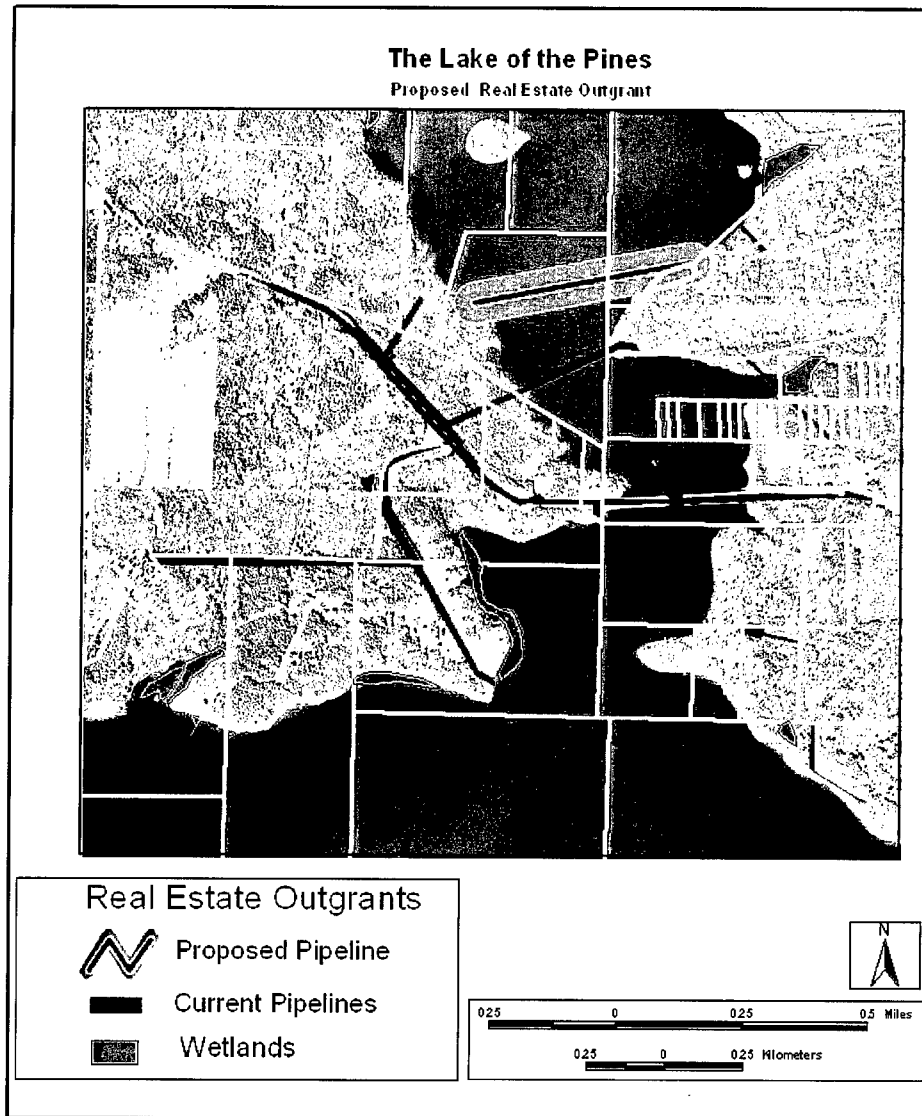 The Lake of the Pines
Proposed Real Estate Outgrant
Real Estate Outgrants
Proposed Pipeline
Current Pipelines
Wetlands
N
025 0 025 05 Miles
025 0 025 Kilometers